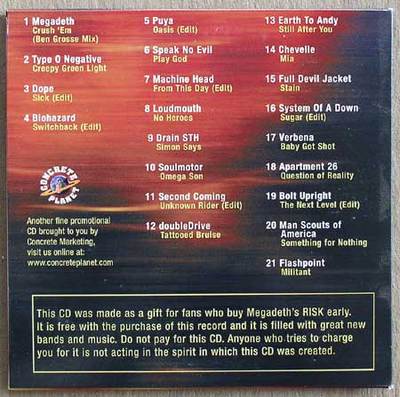 1 Megadeth
Crush 'Em
(Ben Grosse Mix)
2 Type O Negative
Creepy Green Light
3 Dope
Sick (Edit)
4 Biohazard
Switchback (Edit)
CONCRETE
PLANET
Another fine promotional
CD brought to you by
Concrete Marketing,
visit us online at:
www.concreteplanet.com
5 Puya
Oasis (Edit)
6 Speak No Evil
Play God
7 Machine Head
From This Day (Edit)
8 Loudmouth
No Heroes
9 Drain STH
Simon Says
10 Soulmotor
Omega Son
11 Second Coming
Unknown Rider (Edit)
12 doubleDrive
Tattooed Bruise
13 Earth To Andy
Still After You
14 Chevelle
Mia
15 Full Devil Jacket
Stain
16 System Of A Down
Sugar (Edit)
17 Verbena
Baby Got Shot
18 Apartment 26
Question of Reality
19 Bolt Upright
The Next Level (Edit)
20 Man Scouts of
America
Something for Nothing
21 Flashpoint
Militant
This CD was made as a gift for fans who buy Megadeth's RISK early.
It is free with the purchase of this record and it is filled with great new
bands and music. Do not pay for this CD. Anyone who tries to charge
you for it is not acting in the spirit in which this CD was created.